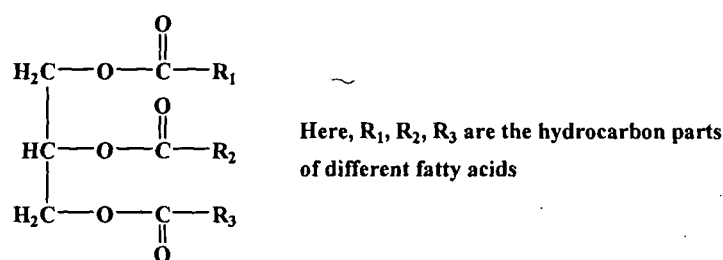 O
H₂C—O—C—R₁
O
HC—O—C—R₂
H₂C—O—C—R₃
O
Here, R₁, R₂, R₃ are the hydrocarbon parts
of different fatty acids